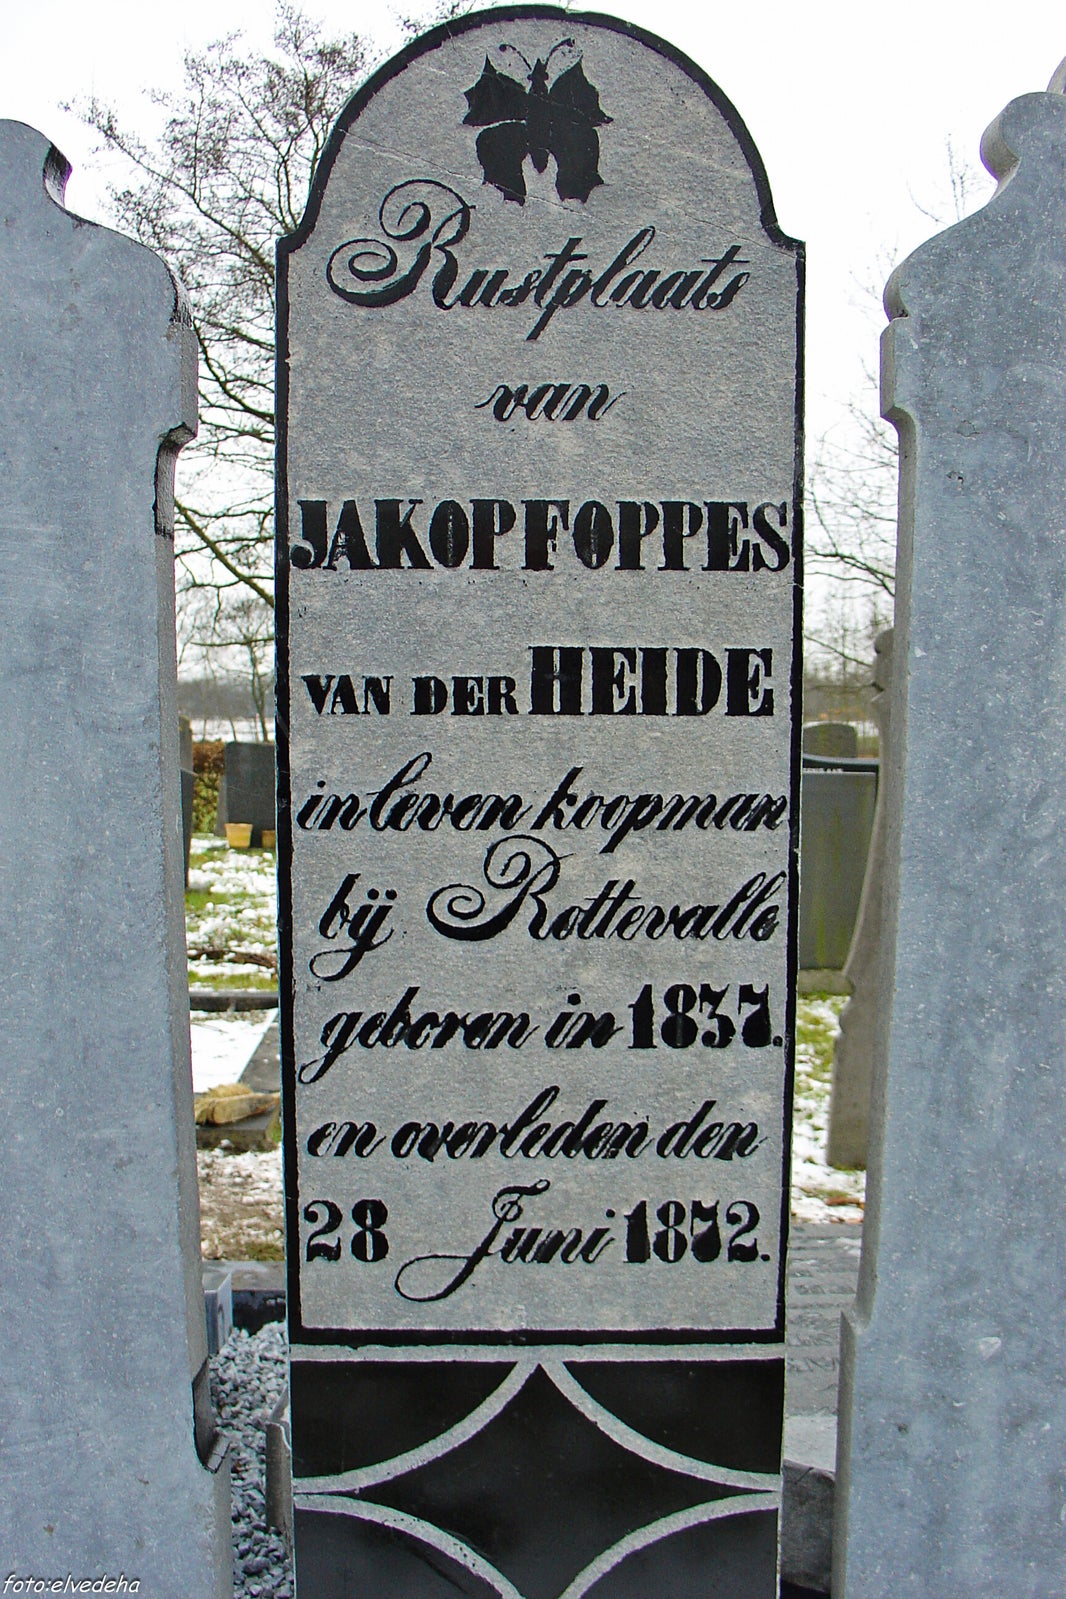 Rustplaats
van
JAKOP FOPPES
VAN DER HEIDE
in leven koopman
bij Rottevalle
geboren in 1837.
en overleden den
28 Juni 1872.
foto:elvedeha